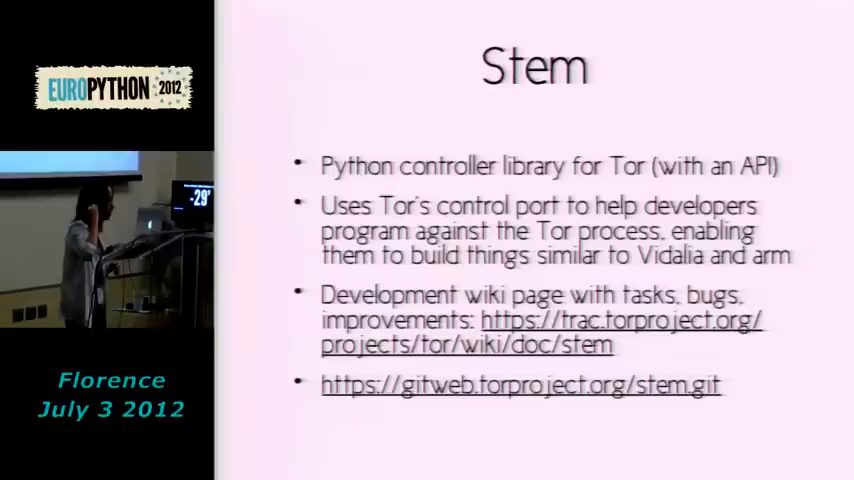 EUROPYTHON 2012
-29'
Florence
July 3 2012
Stem
• Python controller library for Tor (with an API)
• Uses Tor's control port to help developers
program against the Tor process, enabling
them to build things similar to Vidalia and arm
• Development wiki page with tasks, bugs,
improvements: https://trac.torproject.org/
projects/tor/wiki/doc/stem
• https://gitweb.torproject.org/stem.git